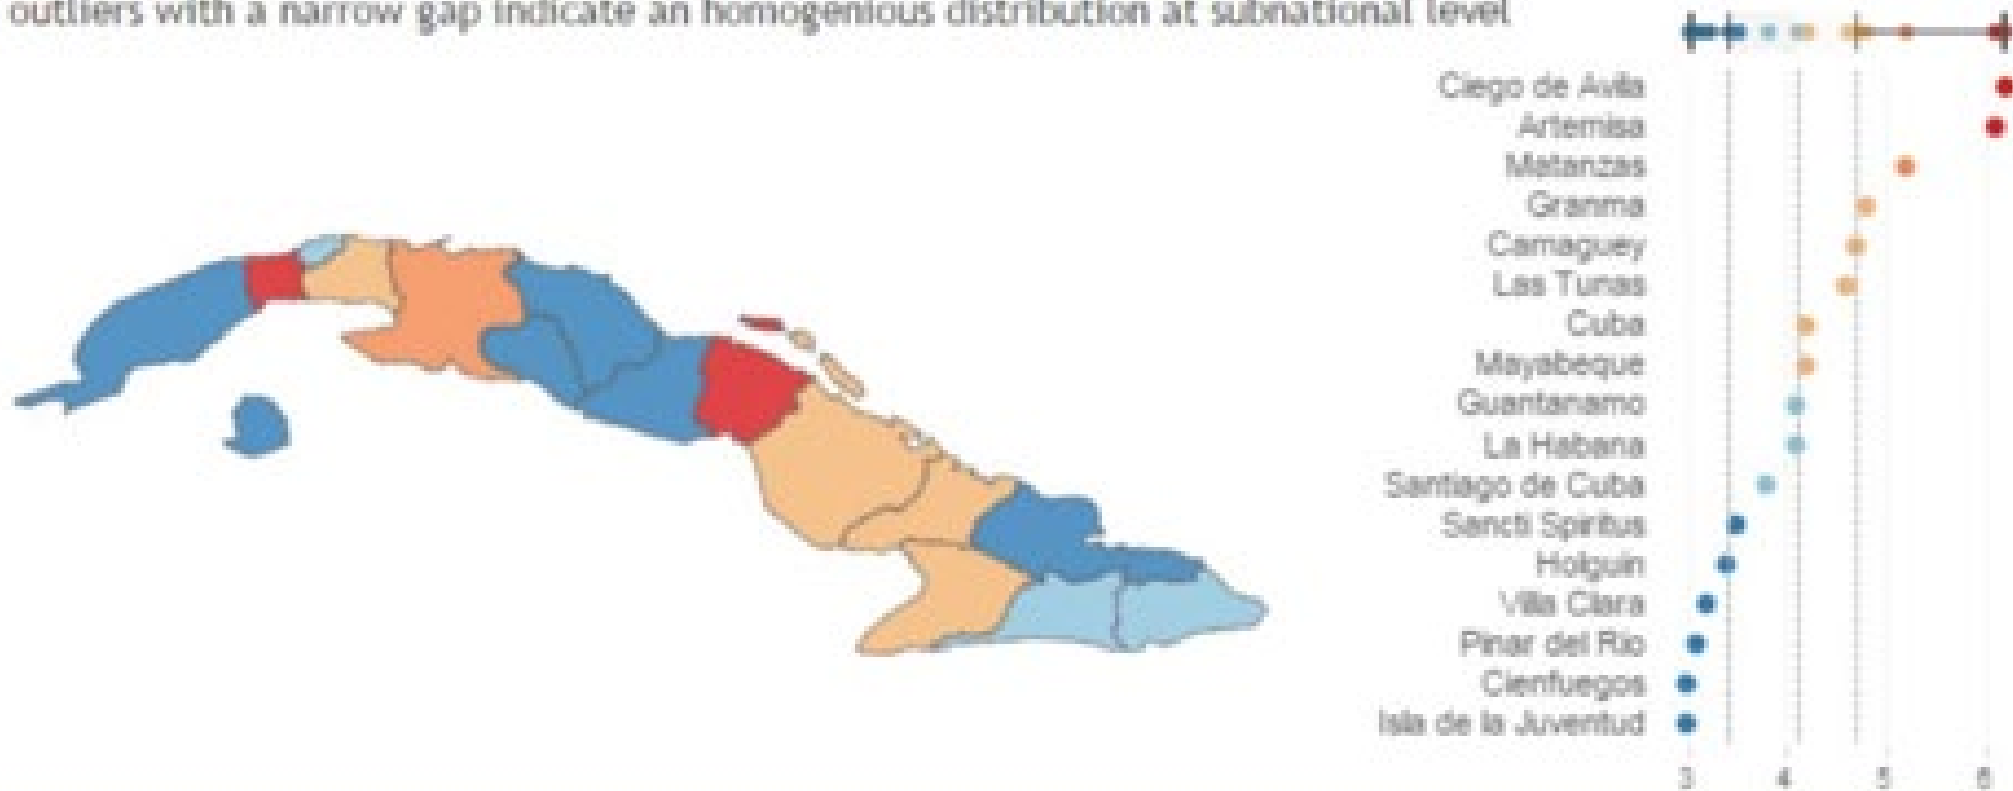 outliers with a narrow gap indicate an homogenious distribution at subnational level
Ciego de Avila
Artemisa
Matanzas
Granma
Camaguey
Las Tunas
Cuba
Mayabeque
Guantanamo
La Habana
Santiago de Cuba
Sancti Spiritus
Holguin
Villa Clara
Pinar del Rio
Cienfuegos
Isla de la Juventud
3 4 5 6